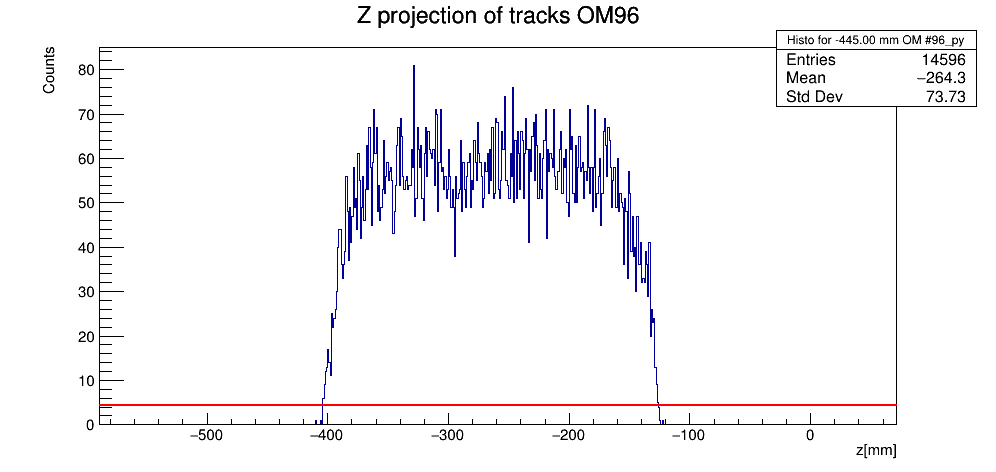 Z projection of tracks OM96
Histo for -445.00 mm OM #96_py
Entries 14596
Mean −264.3
Std Dev 73.73
Counts
80
70
60
50
40
30
20
10
0
−500 −400 −300 −200 −100 0
z[mm]